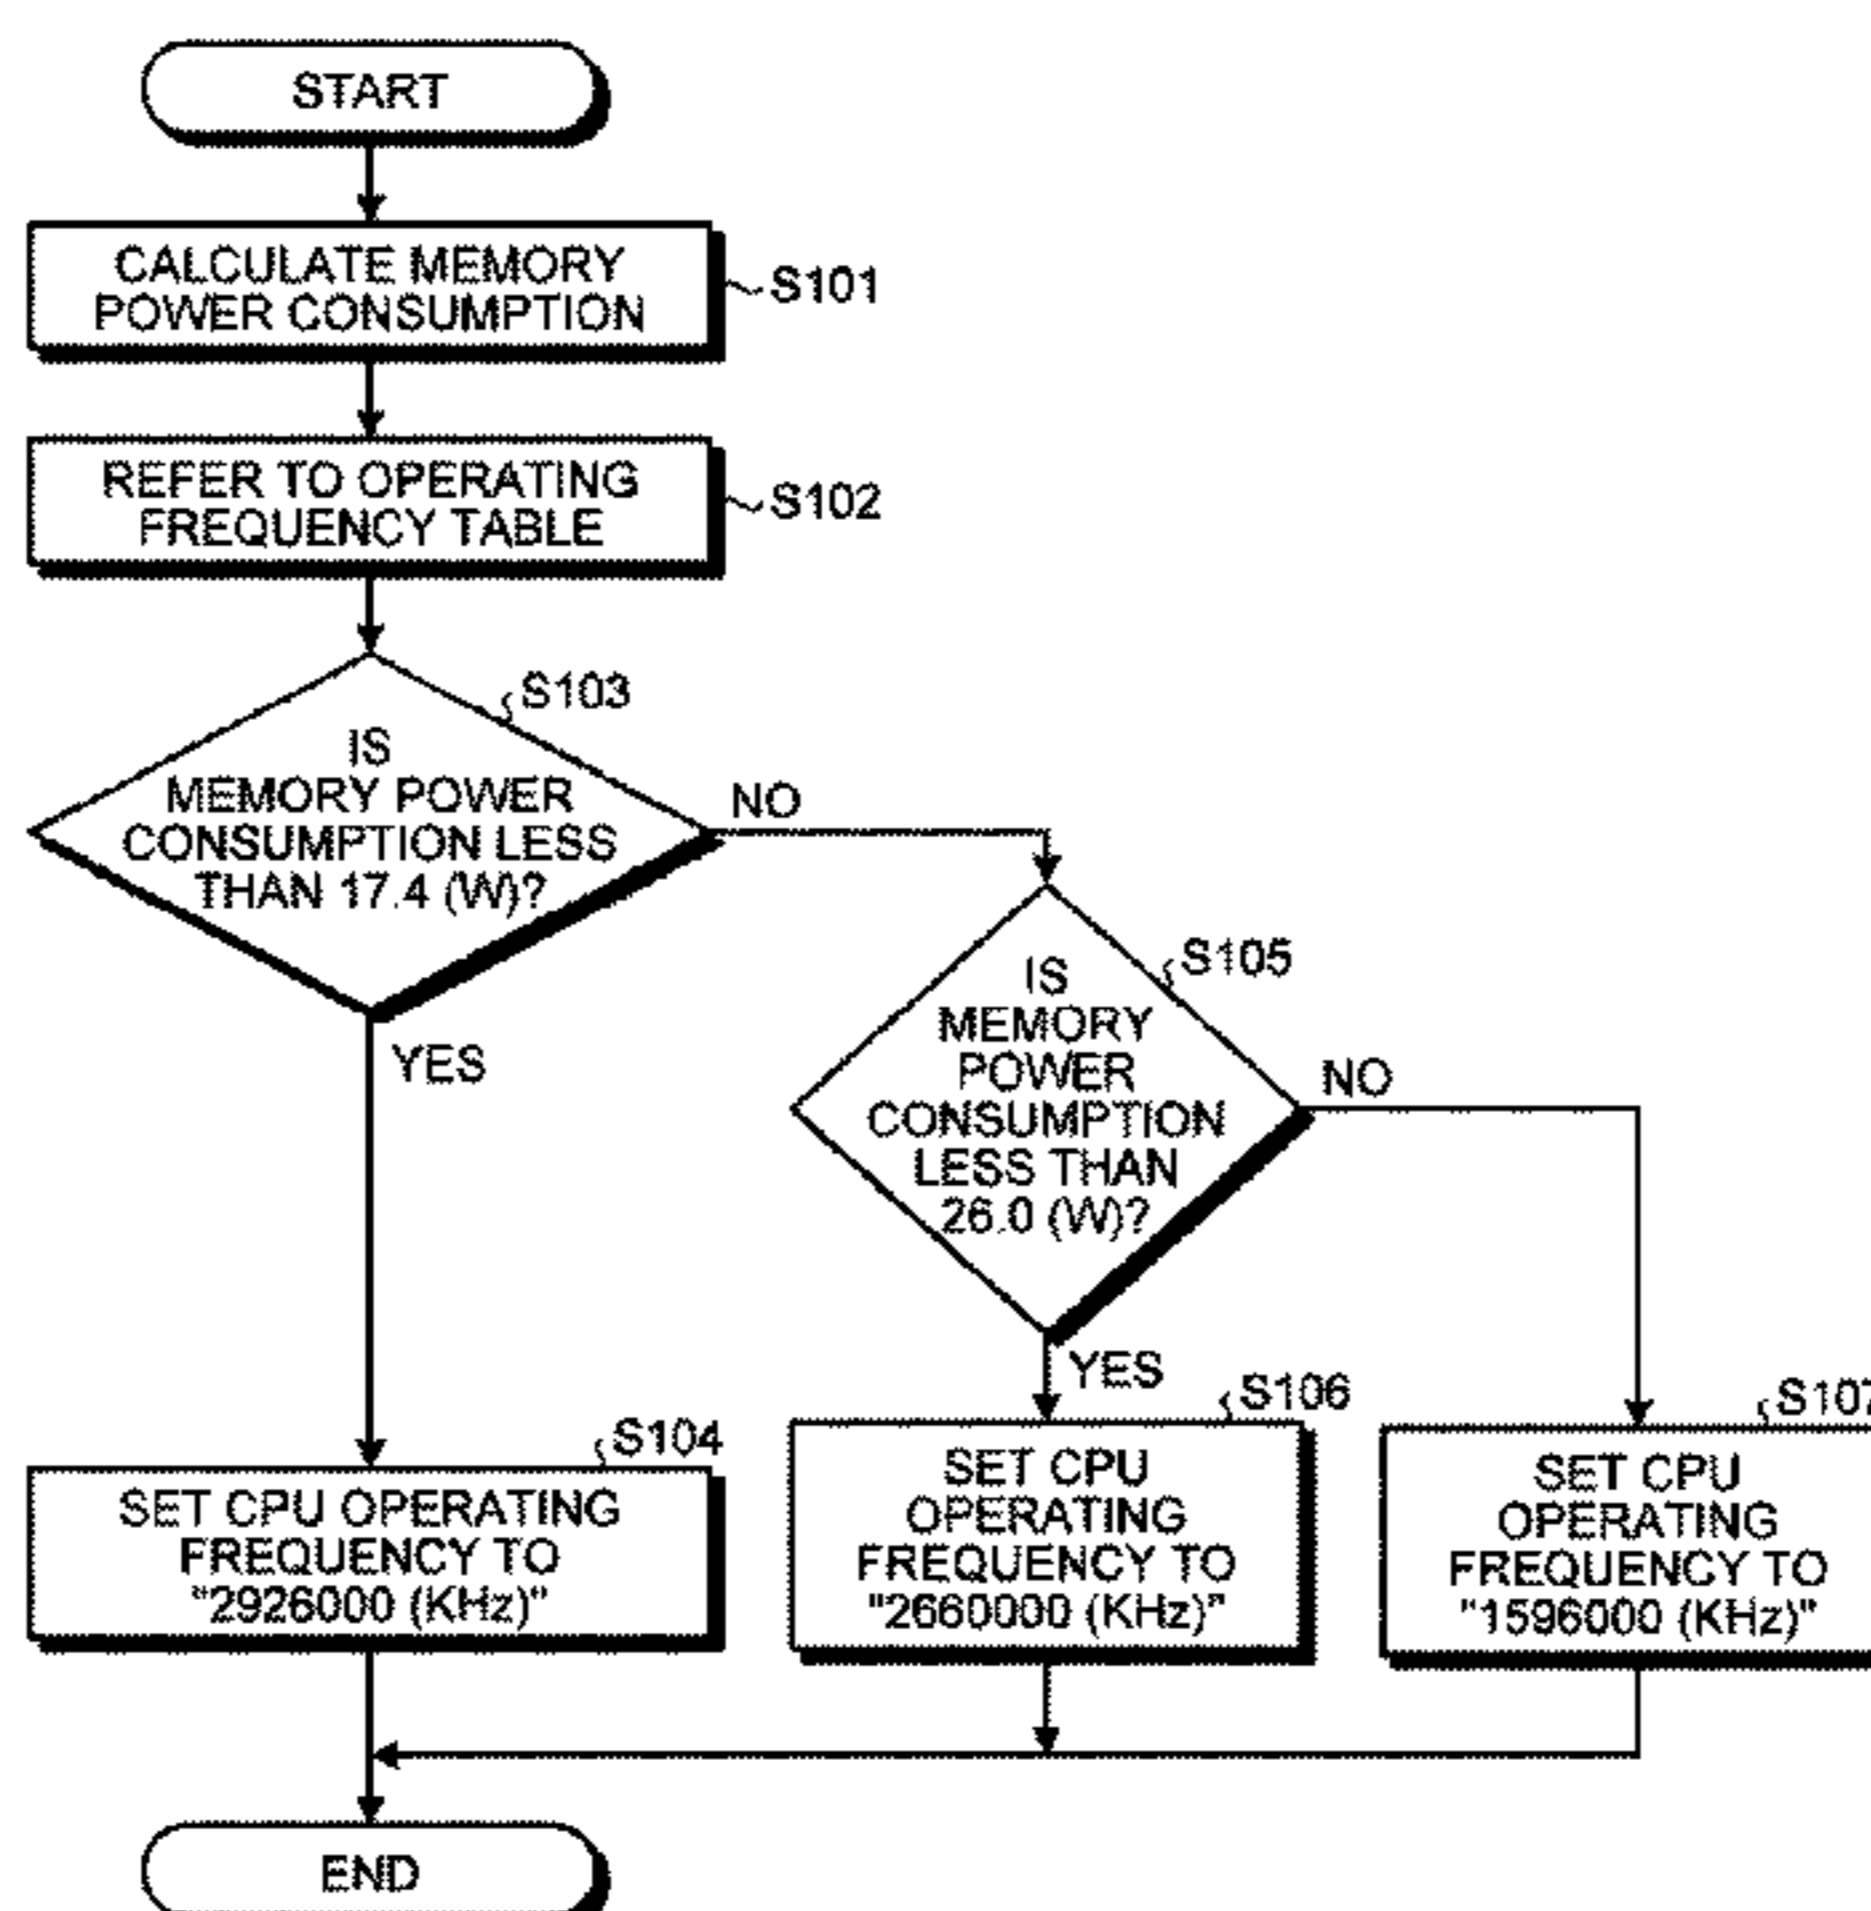 START
CALCULATE MEMORY
POWER CONSUMPTION
S101
REFER TO OPERATING
FREQUENCY TABLE
S102
S103
IS
MEMORY POWER
CONSUMPTION LESS
THAN 17.4 (W)?
NO
YES
S105
IS
MEMORY
POWER
CONSUMPTION
LESS THAN
26.0 (W)?
NO
YES
S104
SET CPU OPERATING
FREQUENCY TO
"2926000 (KHz)"
S106
SET CPU
OPERATING
FREQUENCY TO
"2660000 (KHz)"
S107
SET CPU
OPERATING
FREQUENCY TO
"1596000 (KHz)"
END